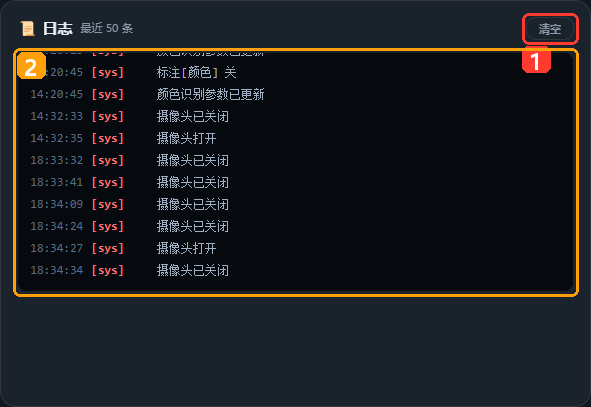 📜 日志 最近 50 条 清空
1
2
14:20:45 [sys] 标注[颜色] 关
14:20:45 [sys] 颜色识别参数已更新
14:32:33 [sys] 摄像头已关闭
14:32:35 [sys] 摄像头打开
18:33:32 [sys] 摄像头已关闭
18:33:41 [sys] 摄像头已关闭
18:34:09 [sys] 摄像头已关闭
18:34:24 [sys] 摄像头已关闭
18:34:27 [sys] 摄像头打开
18:34:34 [sys] 摄像头已关闭